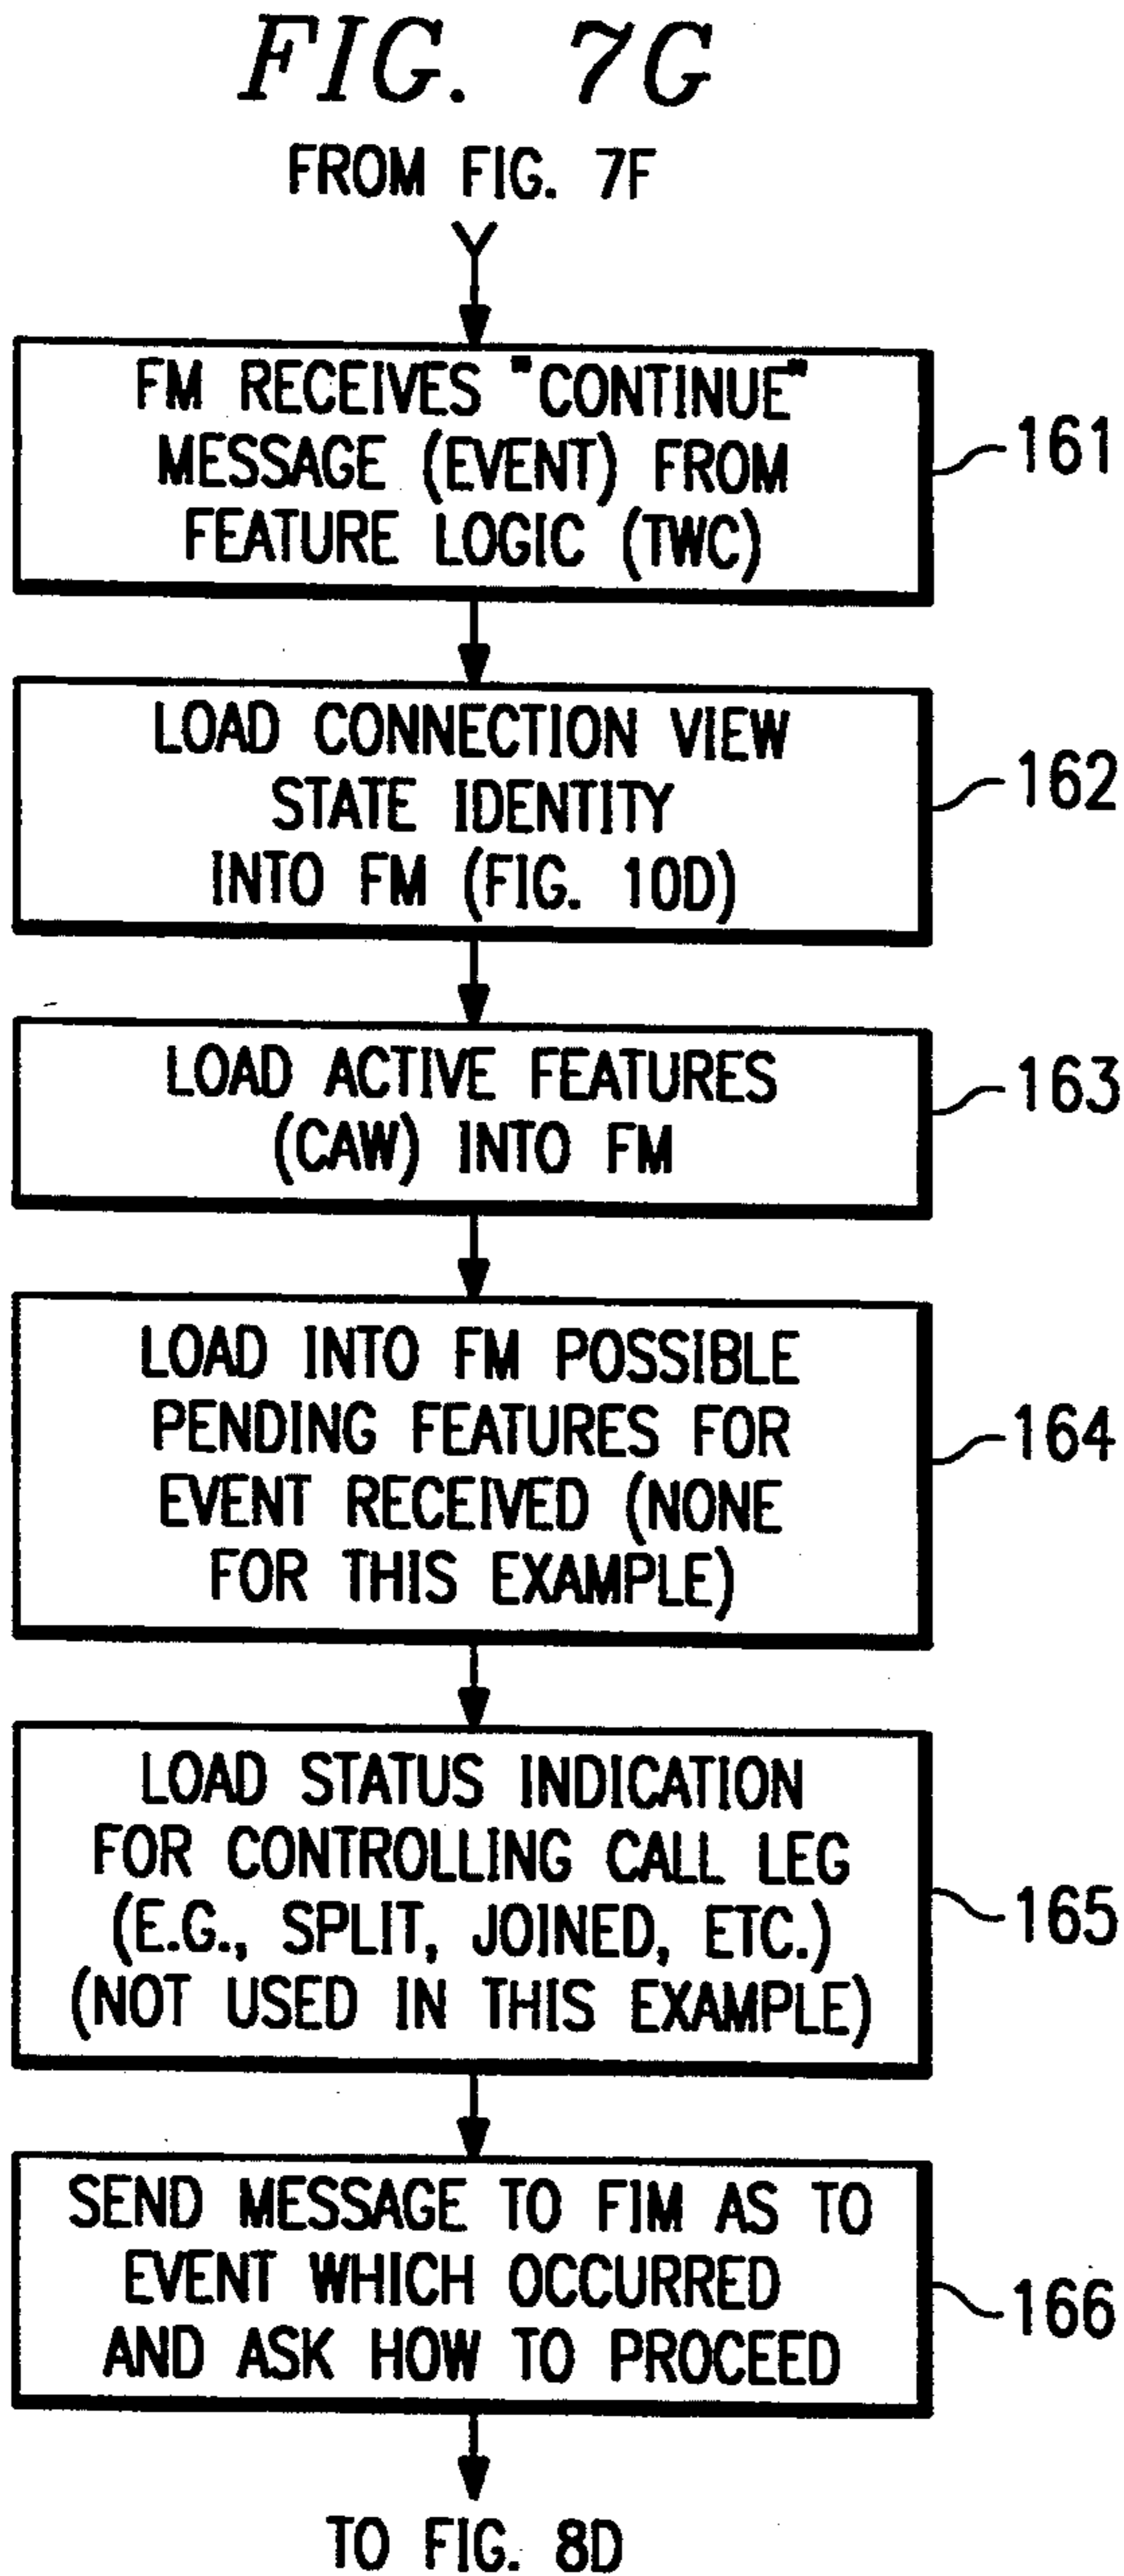 FIG. 7G
FROM FIG. 7F
FM RECEIVES "CONTINUE"
MESSAGE (EVENT) FROM
FEATURE LOGIC (TWC)
161
LOAD CONNECTION VIEW
STATE IDENTITY
INTO FM (FIG. 10D)
162
LOAD ACTIVE FEATURES
(CAW) INTO FM
163
LOAD INTO FM POSSIBLE
PENDING FEATURES FOR
EVENT RECEIVED (NONE
FOR THIS EXAMPLE)
164
LOAD STATUS INDICATION
FOR CONTROLLING CALL LEG
(E.G., SPLIT, JOINED, ETC.)
(NOT USED IN THIS EXAMPLE)
165
SEND MESSAGE TO FIM AS TO
EVENT WHICH OCCURRED
AND ASK HOW TO PROCEED
166
TO FIG. 8D